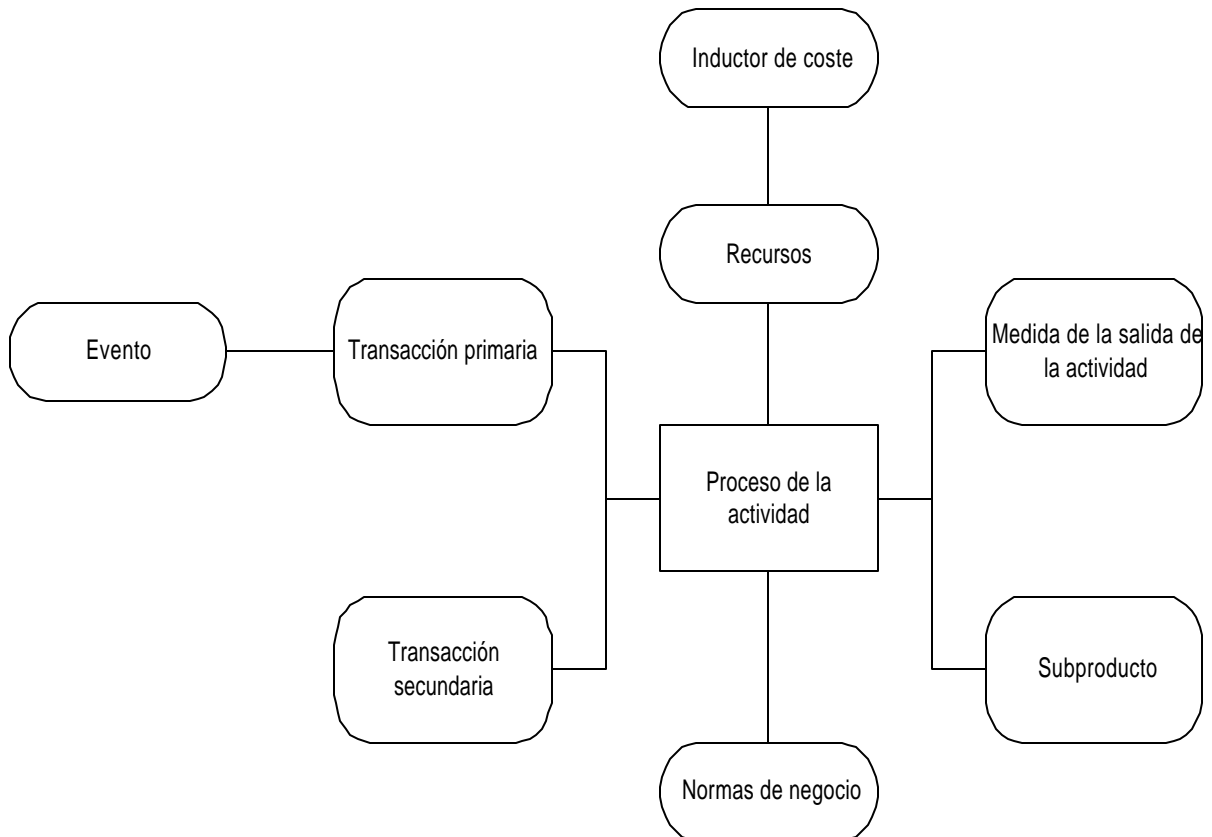 Inductor de coste
Recursos
Evento
Transacción primaria
Medida de la salida de
la actividad
Proceso de la
actividad
Transacción
secundaria
Subproducto
Normas de negocio